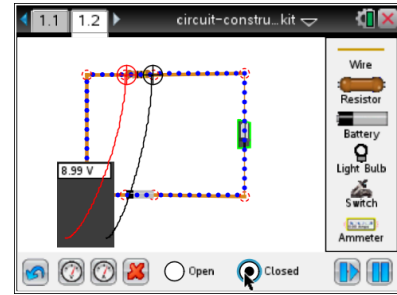 1.1 1.2 circuit-constru…kit
Wire
Resistor
Battery
Light Bulb
Switch
Ammeter
8.99 V
Open Closed